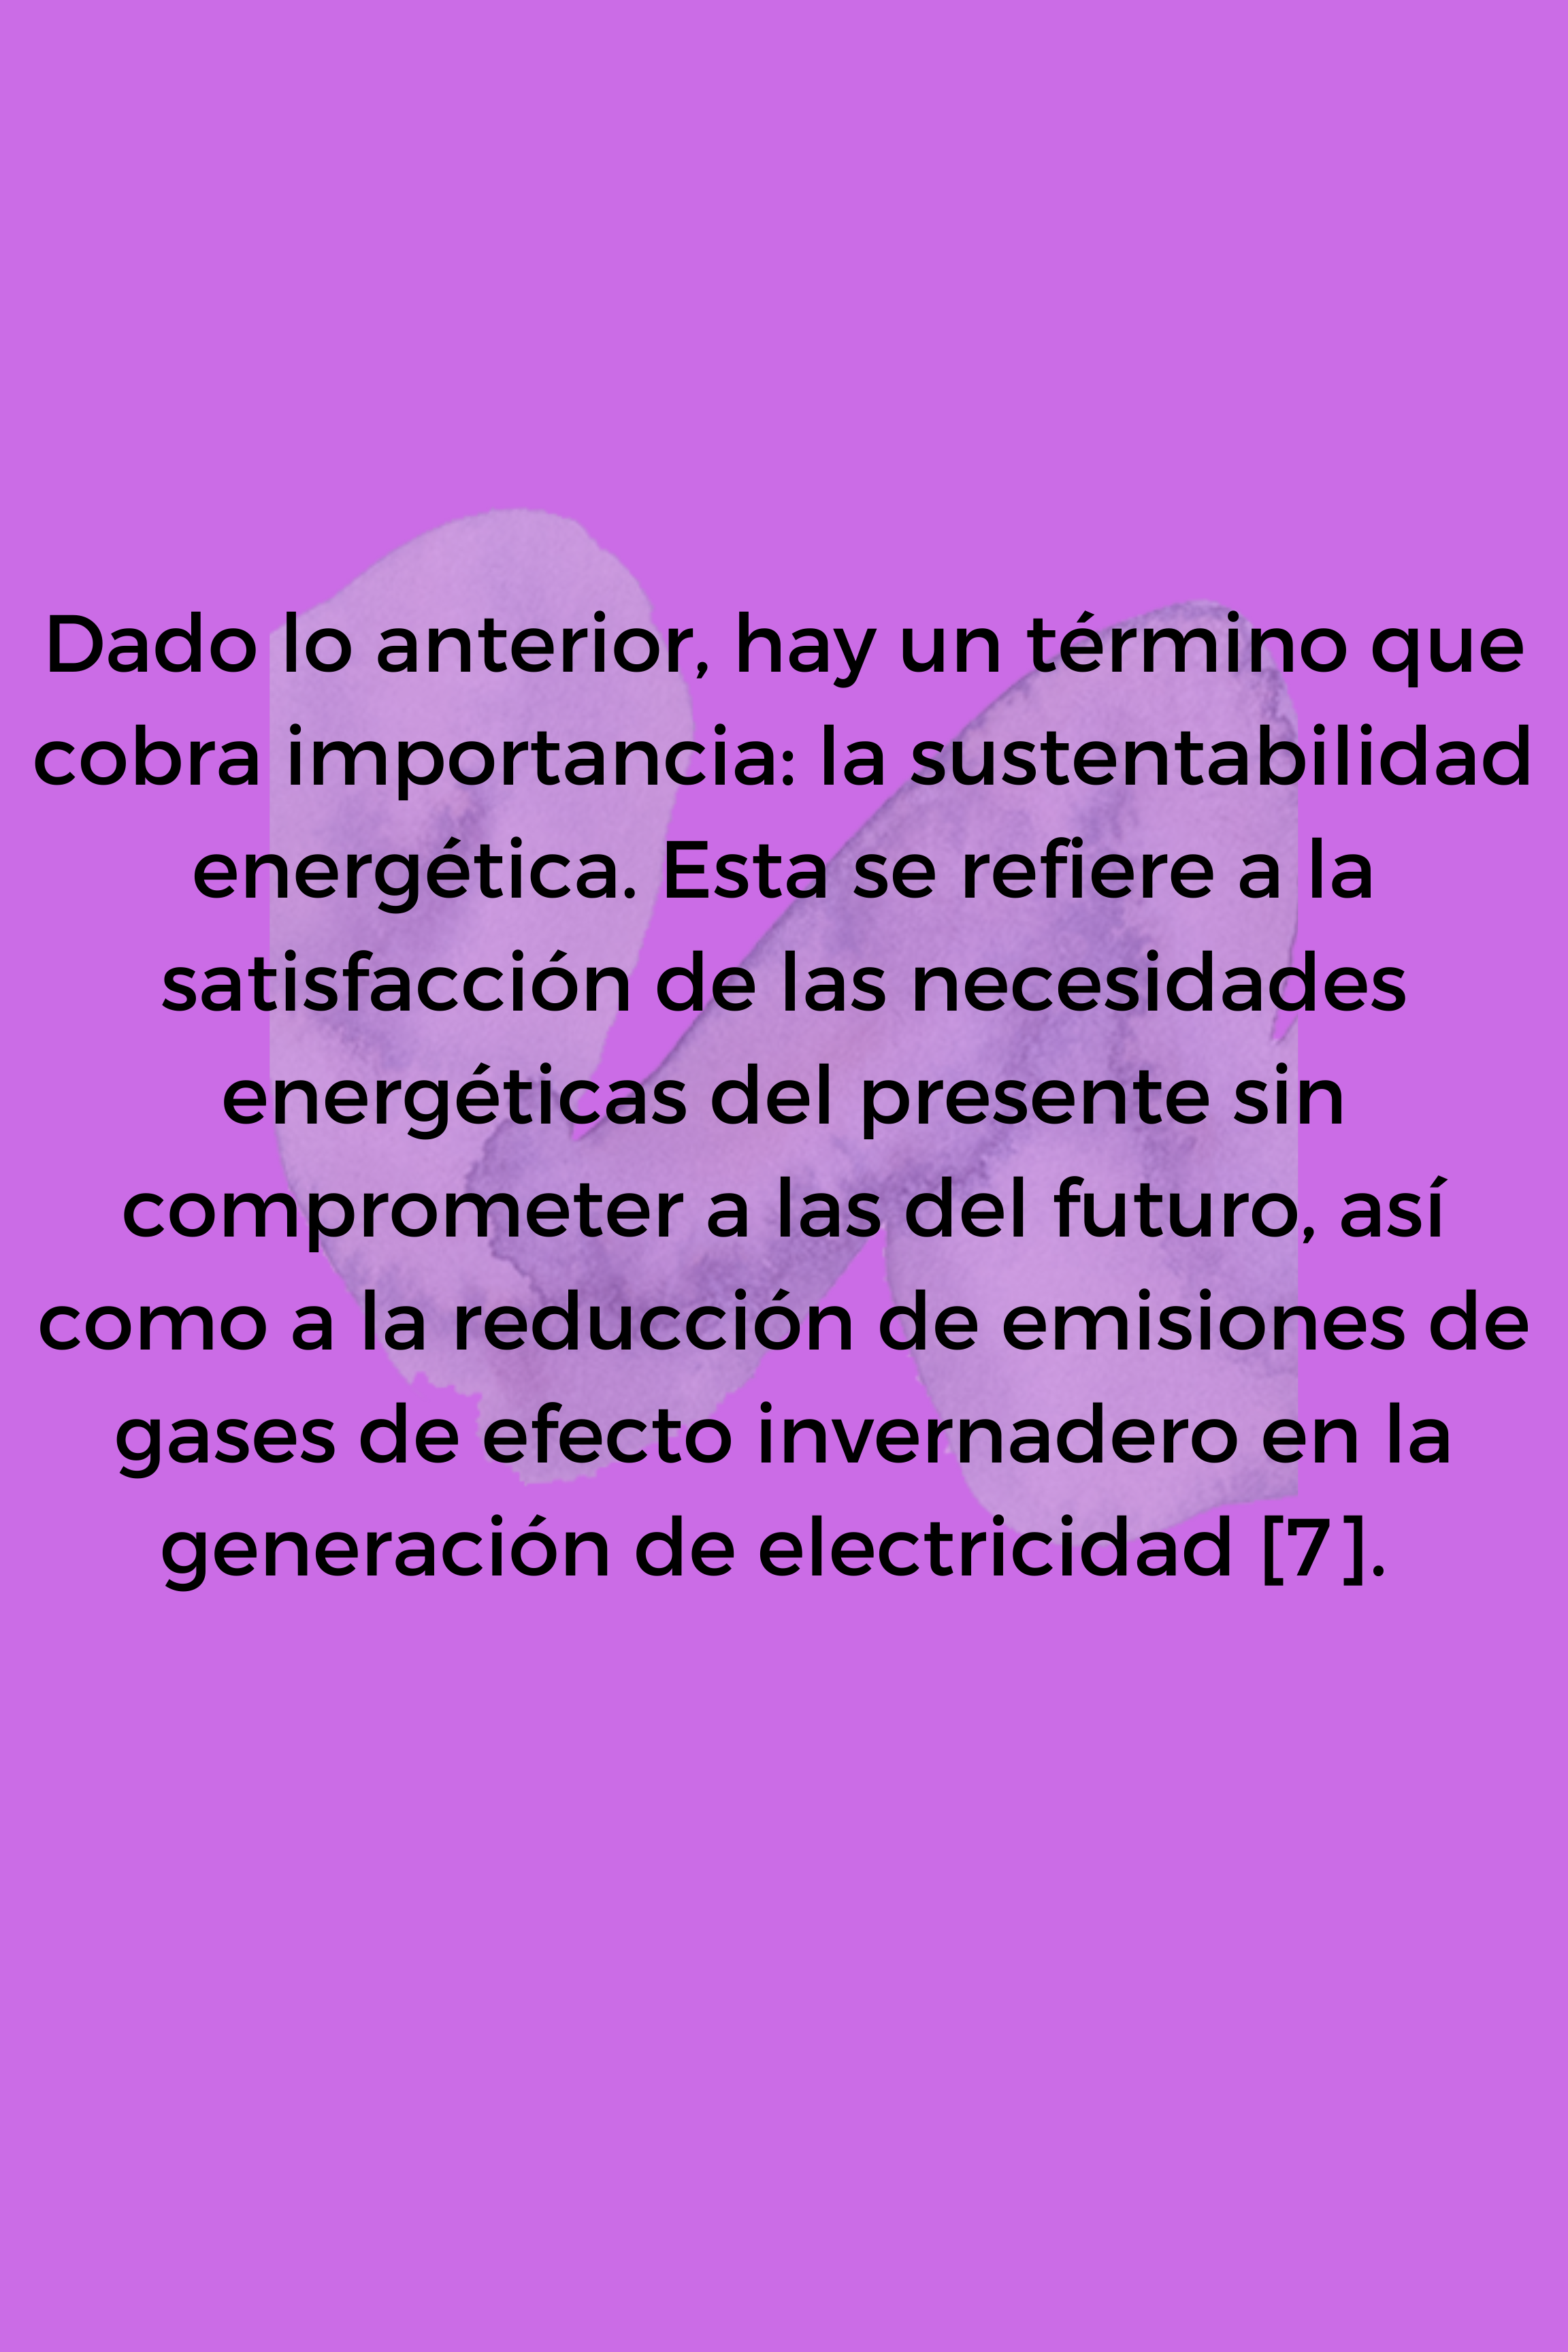 Dado lo anterior, hay un término que
cobra importancia: la sustentabilidad
energética. Esta se refiere a la
satisfacción de las necesidades
energéticas del presente sin
comprometer a las del futuro, así
como a la reducción de emisiones de
gases de efecto invernadero en la
generación de electricidad [7].